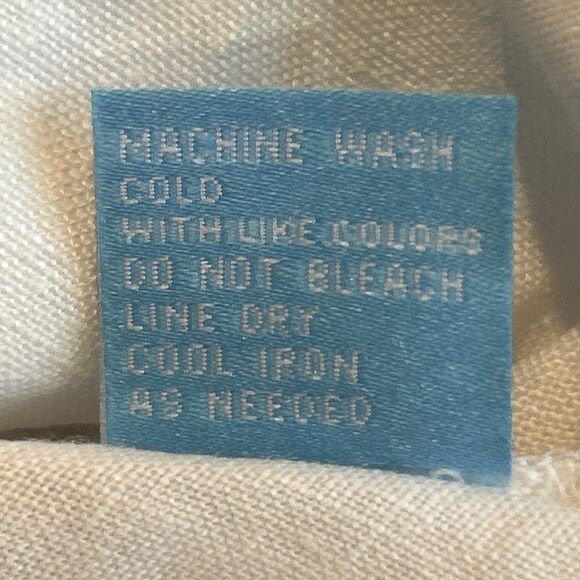 MACHINE WASH
COLD
WITH LIKE COLORS
DO NOT BLEACH
LINE DRY
COOL IRON
AS NEEDED